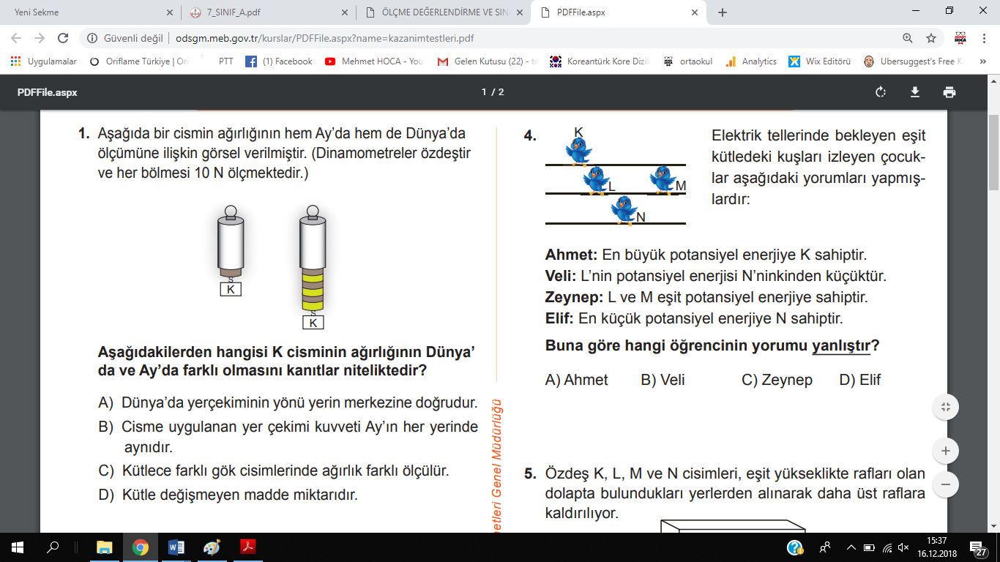 Yeni Sekme
7_SINIF_A.pdf
ÖLÇME DEĞERLENDİRME VE SIN
PDFFile.aspx
Güvenli değil | odsgm.meb.gov.tr/kurslar/PDFFile.aspx?name=kazanimtestleri.pdf
Uygulamalar
Oriflame Türkiye | Ori
PTT
(1) Facebook
Mehmet HOCA - You
Gelen Kutusu (22) - t
Koreantürk Kore Dizil
ortaokul
Analytics
Wix Editörü
Ubersuggest's Free K
»
PDFFile.aspx
1 / 2
1. Aşağıda bir cismin ağırlığının hem Ay'da hem de Dünya'da
ölçümüne ilişkin görsel verilmiştir. (Dinamometreler özdeştir
ve her bölmesi 10 N ölçmektedir.)
K
K
Aşağıdakilerden hangisi K cisminin ağırlığının Dünya'
da ve Ay'da farklı olmasını kanıtlar niteliktedir?
A) Dünya'da yerçekiminin yönü yerin merkezine doğrudur.
B) Cisme uygulanan yer çekimi kuvveti Ay'ın her yerinde
aynıdır.
C) Kütlece farklı gök cisimlerinde ağırlık farklı ölçülür.
D) Kütle değişmeyen madde miktarıdır.
etleri Genel Müdürlüğü
4.
K
L
M
N
Elektrik tellerinde bekleyen eşit
kütledeki kuşları izleyen çocuk-
lar aşağıdaki yorumları yapmış-
lardır:
Ahmet: En büyük potansiyel enerjiye K sahiptir.
Veli: L'nin potansiyel enerjisi N'ninkinden küçüktür.
Zeynep: L ve M eşit potansiyel enerjiye sahiptir.
Elif: En küçük potansiyel enerjiye N sahiptir.
Buna göre hangi öğrencinin yorumu yanlıştır?
A) Ahmet B) Veli C) Zeynep D) Elif
5. Özdeş K, L, M ve N cisimleri, eşit yükseklikte rafları olan
dolapta bulundukları yerlerden alınarak daha üst raflara
kaldırılıyor.
15:37
16.12.2018
27